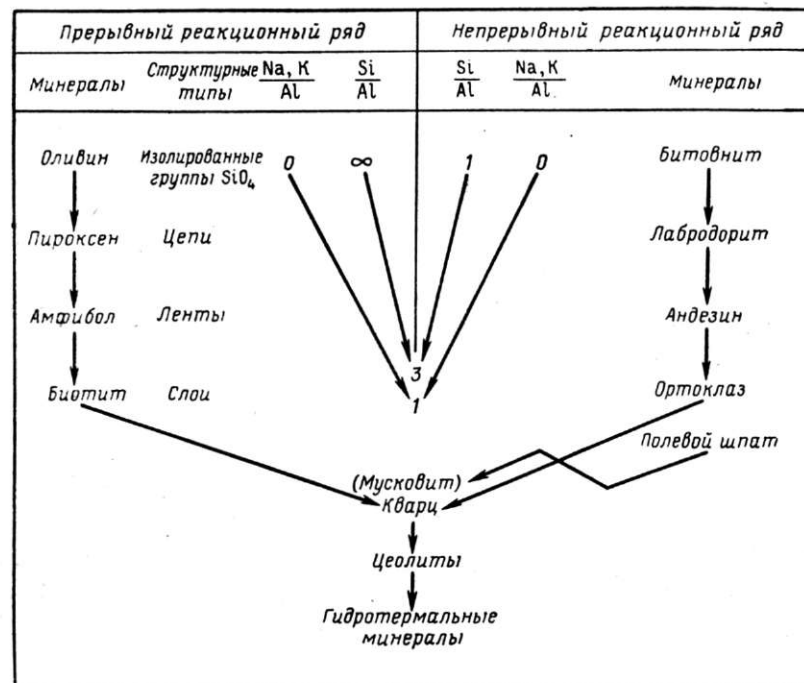 Прерывный реакционный ряд Непрерывный реакционный ряд
Минералы Структурные типы Na, K / Al Si / Al Si / Al Na, K / Al Минералы
Оливин Изолированные группы SiO₄ 0 ∞ 1 0 Битовнит
Пироксен Цепи Лабродорит
Амфибол Ленты Андезин
3
Биотит Слои 1 Ортоклаз
Полевой шпат
(Мусковит)
Кварц
Цеолиты
Гидротермальные
минералы